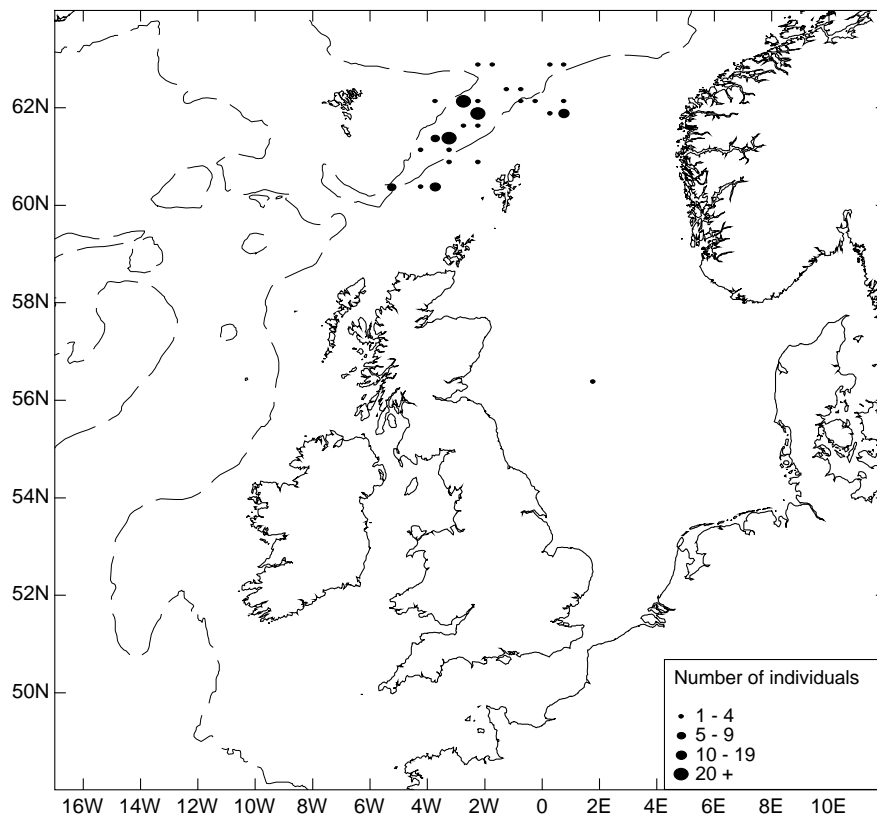 62N
60N
58N
56N
54N
52N
50N
Number of individuals
1 - 4
5 - 9
10 - 19
20 +
16W 14W 12W 10W 8W 6W 4W 2W 0 2E 4E 6E 8E 10E